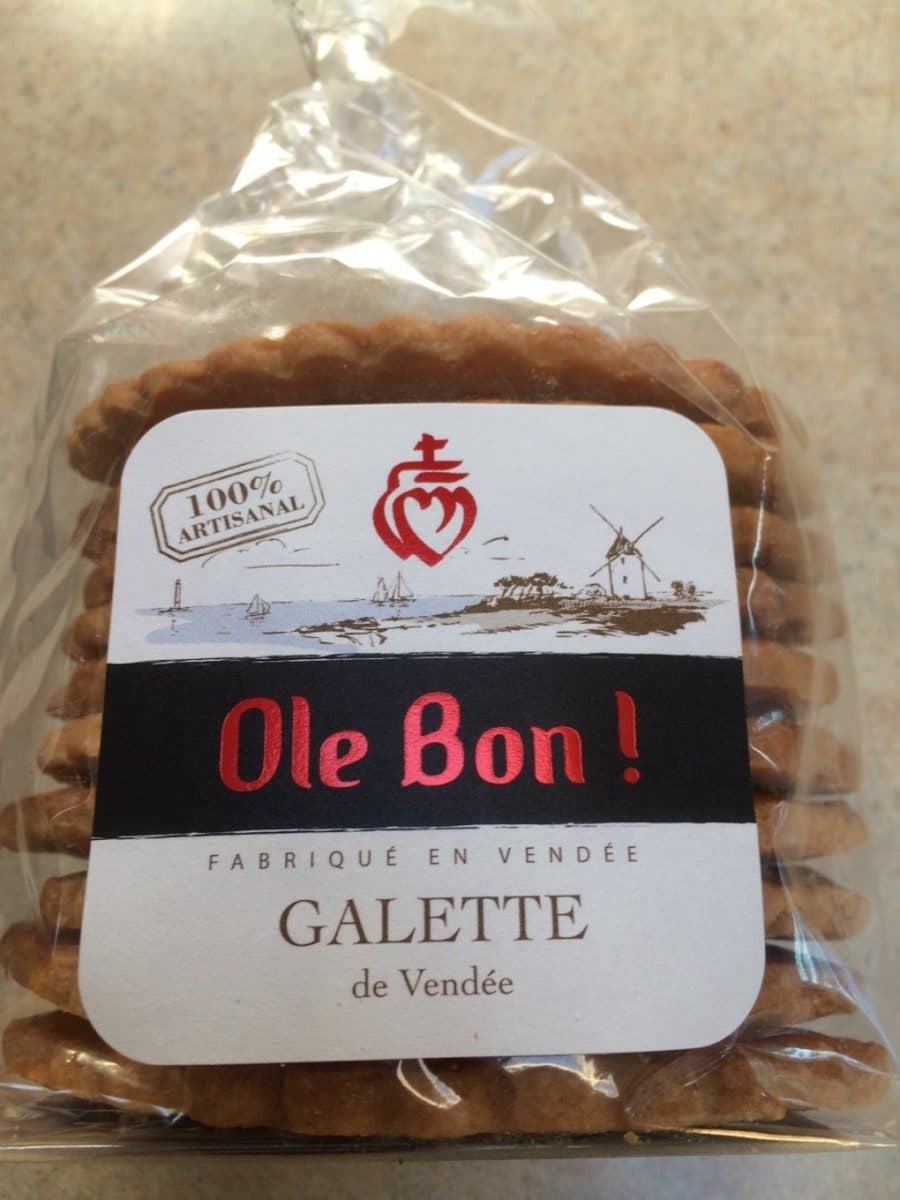 100%
ARTISANAL
Ole Bon !
FABRIQUÉ EN VENDÉE
GALETTE
de Vendée